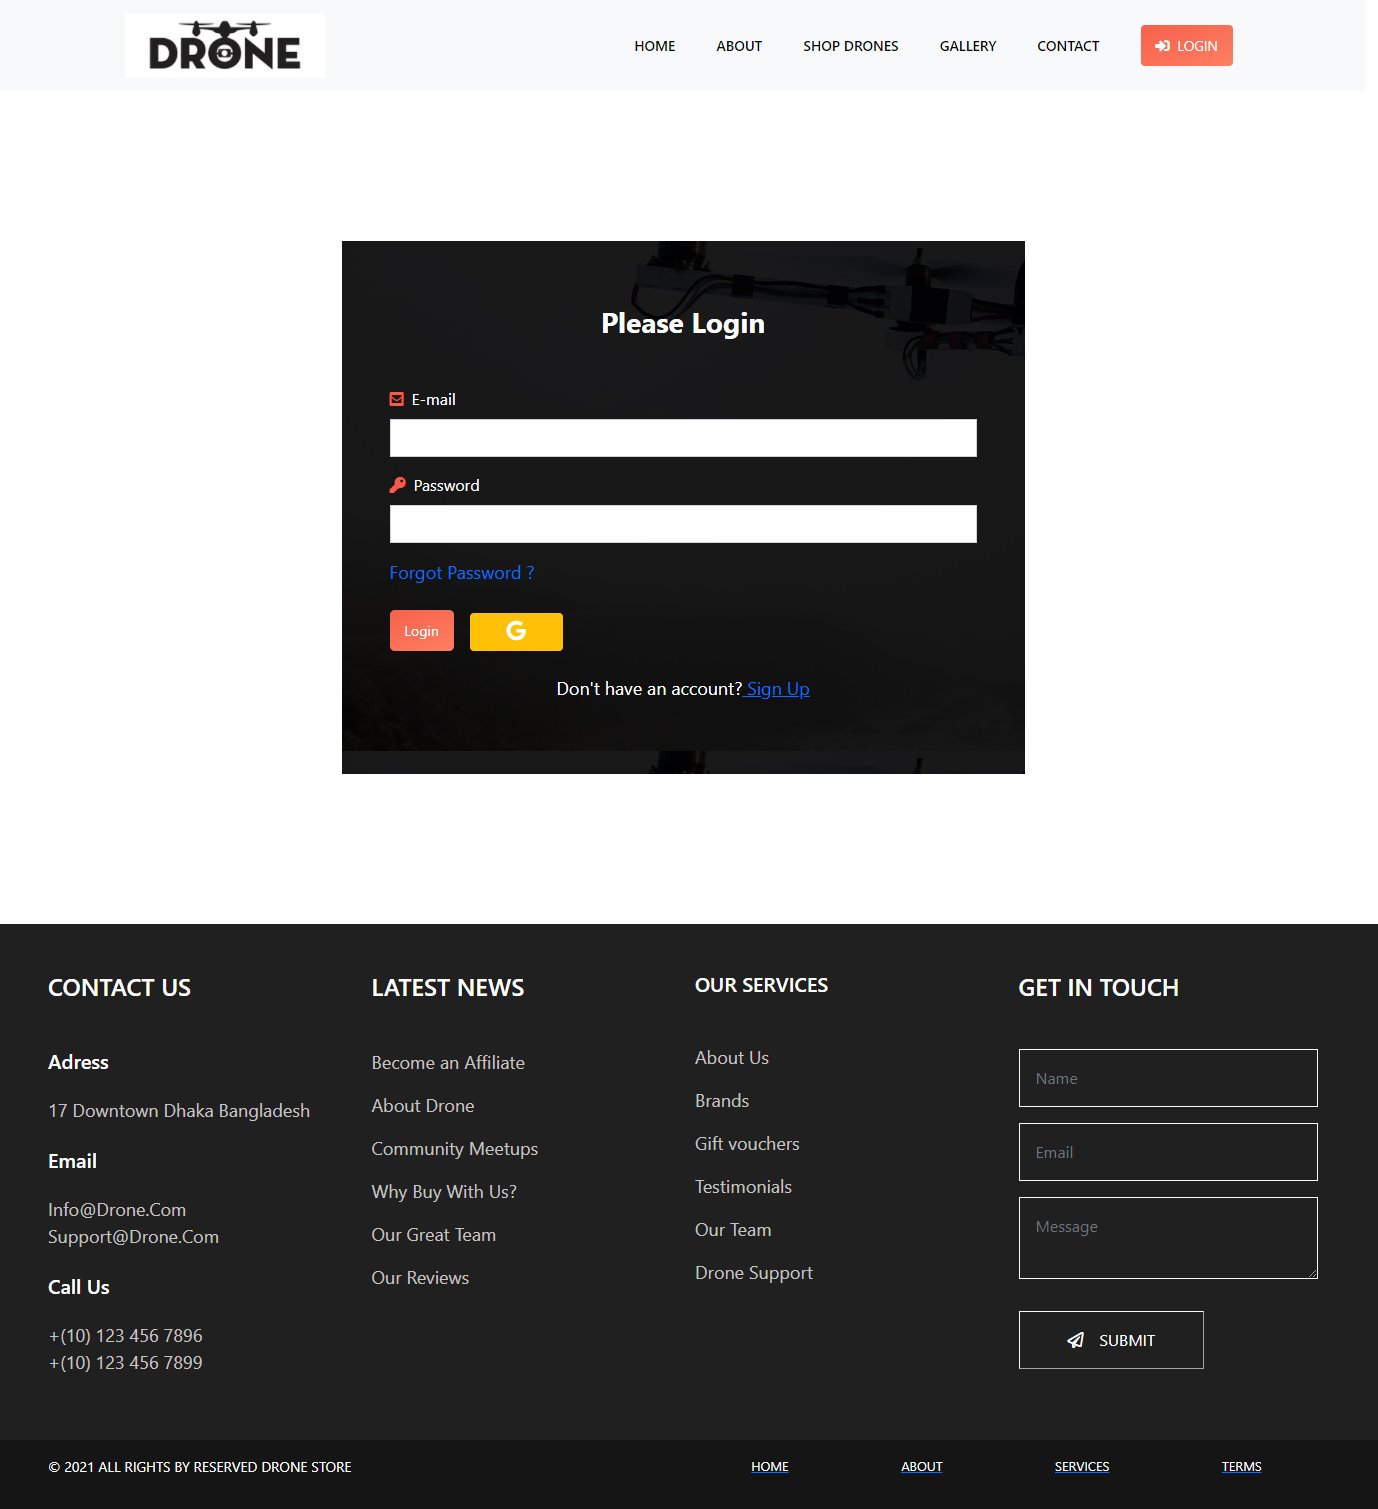 DRONE
HOME
ABOUT
SHOP DRONES
GALLERY
CONTACT
LOGIN
Please Login
E-mail
Password
Forgot Password ?
Login
G
Don't have an account? Sign Up
CONTACT US
Adress
17 Downtown Dhaka Bangladesh
Email
Info@Drone.Com
Support@Drone.Com
Call Us
+(10) 123 456 7896
+(10) 123 456 7899
LATEST NEWS
Become an Affiliate
About Drone
Community Meetups
Why Buy With Us?
Our Great Team
Our Reviews
OUR SERVICES
About Us
Brands
Gift vouchers
Testimonials
Our Team
Drone Support
GET IN TOUCH
Name
Email
Message
SUBMIT
© 2021 ALL RIGHTS BY RESERVED DRONE STORE
HOME
ABOUT
SERVICES
TERMS